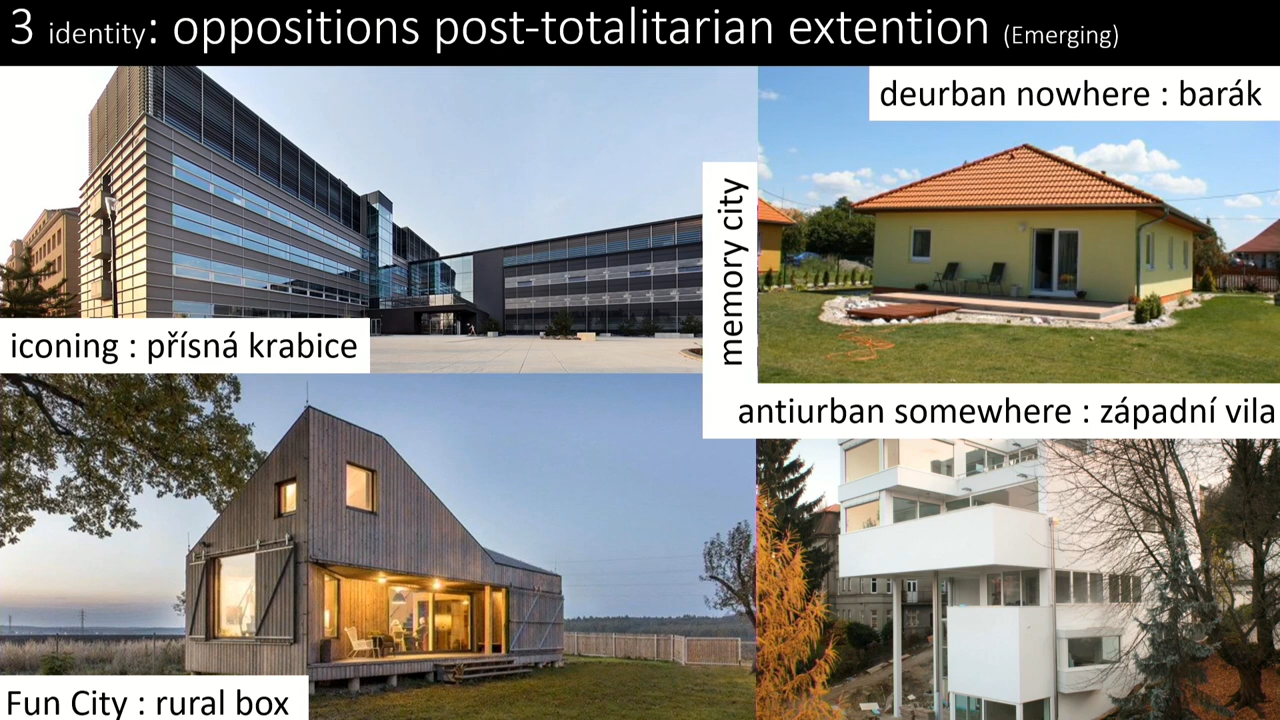 3 identity: oppositions post-totalitarian extention (Emerging)
deurban nowhere : barák
memory city
iconing : přísná krabice
antiurban somewhere : západní vila
Fun City : rural box